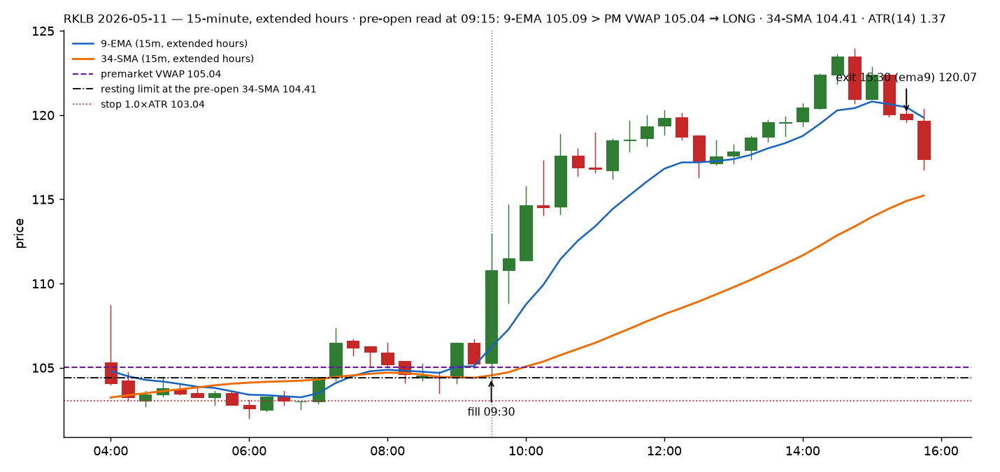 RKLB 2026-05-11 — 15-minute, extended hours · pre-open read at 09:15: 9-EMA 105.09 > PM VWAP 105.04 → LONG · 34-SMA 104.41 · ATR(14) 1.37
9-EMA (15m, extended hours)
34-SMA (15m, extended hours)
premarket VWAP 105.04
resting limit at the pre-open 34-SMA 104.41
stop 1.0×ATR 103.04
exit 15:30 (ema9) 120.07
fill 09:30
price
125
120
115
110
105
04:00
06:00
08:00
10:00
12:00
14:00
16:00